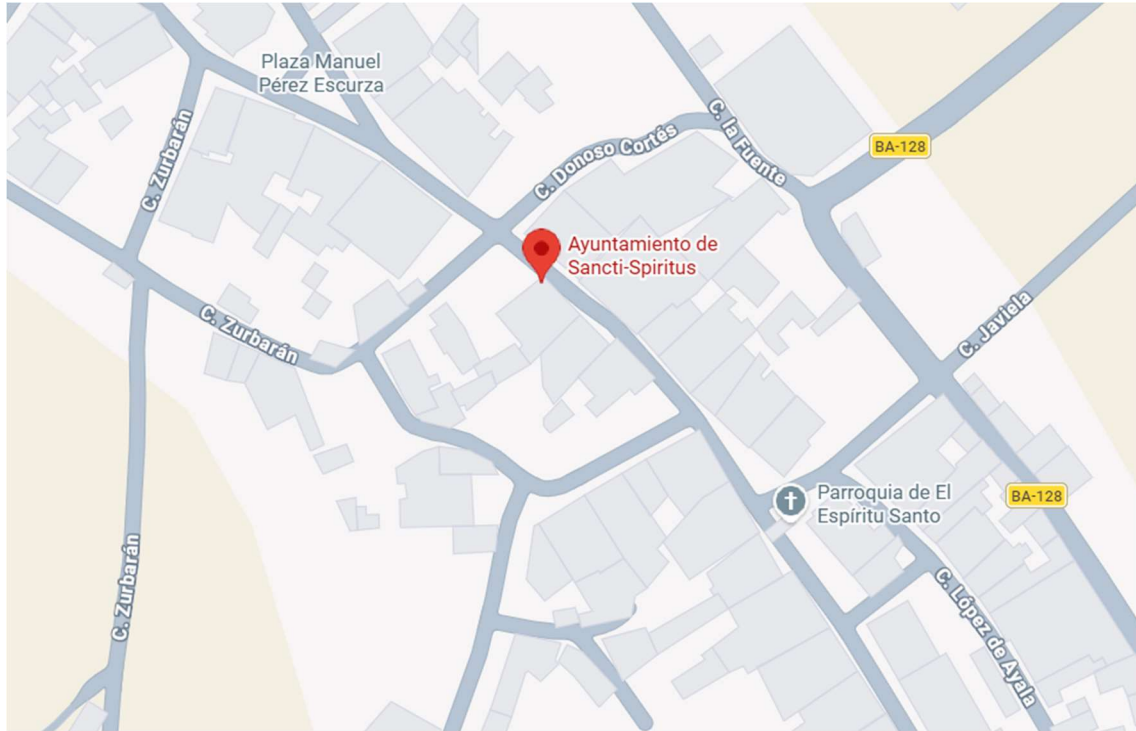 Plaza Manuel
Pérez Escurza
C. Zurbarán
C. la Fuente
C. Donoso Cortés
BA-128
Ayuntamiento de
Sancti-Spiritus
C. Zurbarán
C. Javiela
Parroquia de El
Espíritu Santo
BA-128
C. Zurbarán
C. López de Ayala